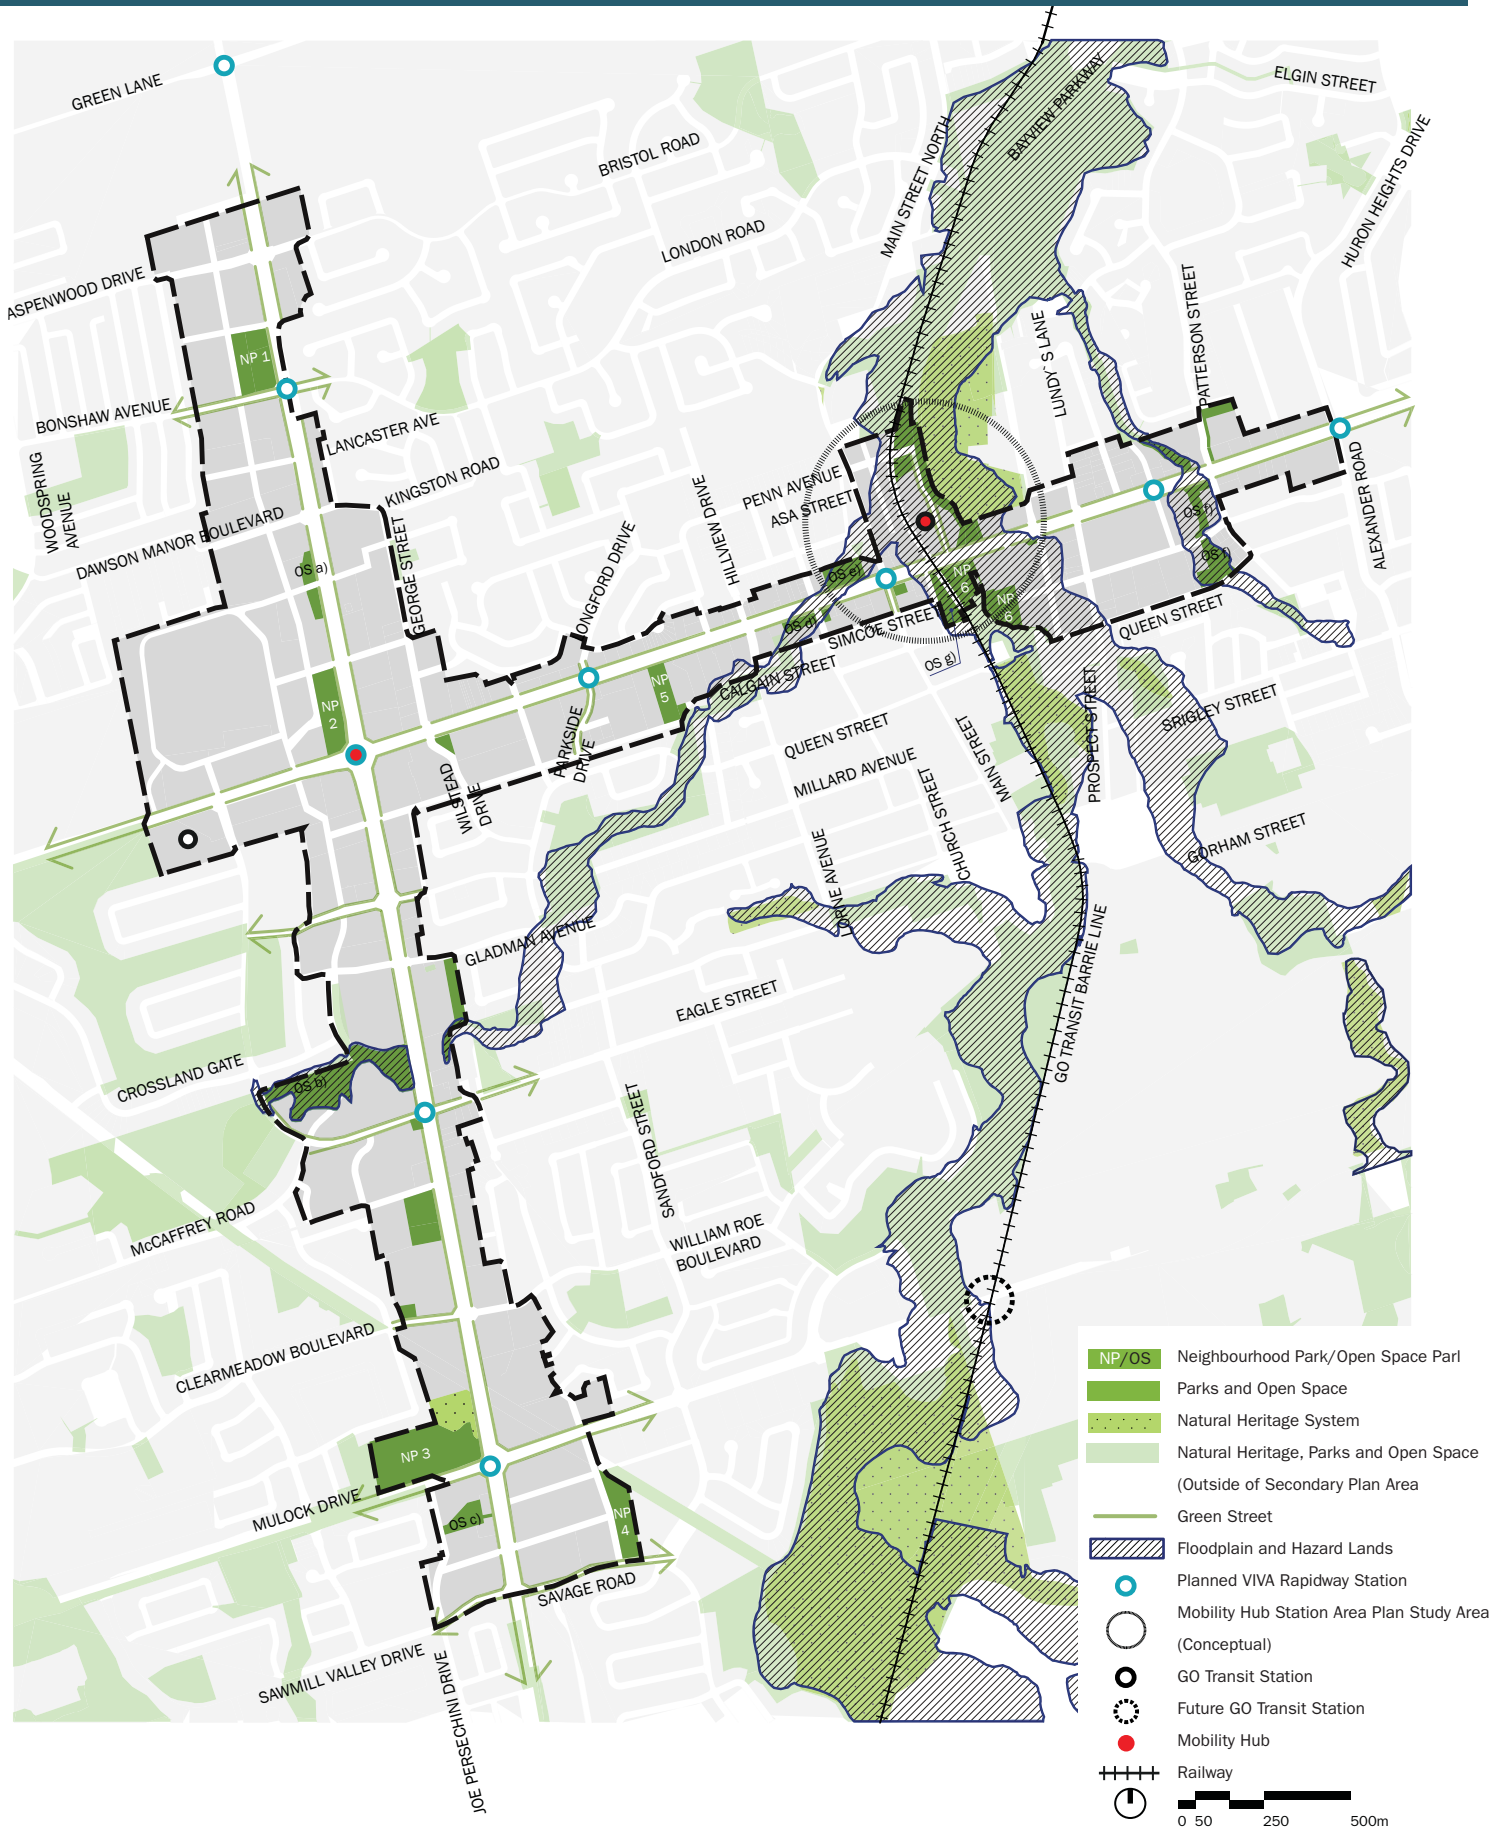 GREEN LANE
ELGIN STREET
BAYVIEW PARKWAY
BRISTOL ROAD
MAIN STREET NORTH
HURON HEIGHTS DRIVE
LONDON ROAD
ASPENWOOD DRIVE
PATTERSON STREET
LUNDY'S LANE
NP 1
BONSHAW AVENUE
LANCASTER AVE
KINGSTON ROAD
WOODSPRING
AVENUE
DAWSON MANOR BOULEVARD
HILLVIEW DRIVE
PENN AVENUE
ASA STREET
ALEXANDER ROAD
OS f)
OS f)
GEORGE STREET
LONGFORD DRIVE
OS a)
OS e)
NP
6
NP
6
OS d)
SIMCOE STREET
QUEEN STREET
OS g)
CALGAIN STREET
NP
5
NP
2
PARKSIDE
DRIVE
QUEEN STREET
MILLARD AVENUE
MAIN STREET
PROSPECT STREET
SRIGLEY STREET
WILSTEAD
DRIVE
CHURCH STREET
GORHAM STREET
LORNE AVENUE
GLADMAN AVENUE
EAGLE STREET
GO TRANSIT BARRIE LINE
CROSSLAND GATE
OS b)
SANDFORD STREET
McCAFFREY ROAD
WILLIAM ROE
BOULEVARD
CLEARMEADOW BOULEVARD
NP 3
MULOCK DRIVE
OS c)
NP
4
SAVAGE ROAD
SAWMILL VALLEY DRIVE
JOE PERSECHINI DRIVE
NP/OS Neighbourhood Park/Open Space Parl
Parks and Open Space
Natural Heritage System
Natural Heritage, Parks and Open Space
(Outside of Secondary Plan Area
Green Street
Floodplain and Hazard Lands
Planned VIVA Rapidway Station
Mobility Hub Station Area Plan Study Area
(Conceptual)
GO Transit Station
Future GO Transit Station
Mobility Hub
Railway
0 50 250 500m